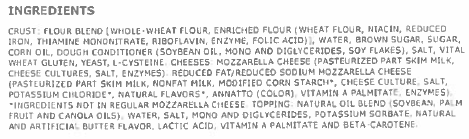 INGREDIENTS
CRUST: FLOUR BLEND [WHOLE-WHEAT FLOUR, ENRICHED FLOUR (WHEAT FLOUR, NIACIN, REDUCED
IRON, THIAMINE MONONITRATE, RIBOFLAVIN, ENZYME, FOLIC ACID)], WATER, BROWN SUGAR, SUGAR,
CORN OIL, DOUGH CONDITIONER (SOYBEAN OIL, MONO AND DIGLYCERIDES, SOY FLAKES), SALT, VITAL
WHEAT GLUTEN, YEAST, L-CYSTEINE. CHEESES: MOZZARELLA CHEESE (PASTEURIZED PART SKIM MILK,
CHEESE CULTURES, SALT, ENZYMES). REDUCED FAT/REDUCED SODIUM MOZZARELLA CHEESE
(PASTEURIZED PART SKIM MILK, NONFAT MILK, MODIFIED CORN STARCH*, CHEESE CULTURE, SALT,
POTASSIUM CHLORIDE*, NATURAL FLAVORS*, ANNATTO (COLOR), VITAMIN A PALMITATE, ENZYMES).
*INGREDIENTS NOT IN REGULAR MOZZARELLA CHEESE. TOPPING: NATURAL OIL BLEND (SOYBEAN, PALM
FRUIT AND CANOLA OILS), WATER, SALT, MONO AND DIGLYCERIDES, POTASSIUM SORBATE, NATURAL
AND ARTIFICIAL BUTTER FLAVOR, LACTIC ACID, VITAMIN A PALMITATE AND BETA-CAROTENE.